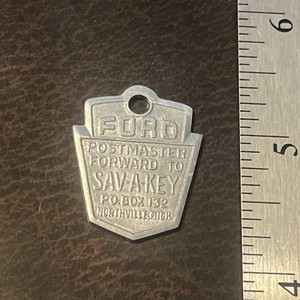 FORD
POSTMASTER
FORWARD TO
SAV-A-KEY
P.O. BOX 132
NORTHVILLE, MICH
6
5
4